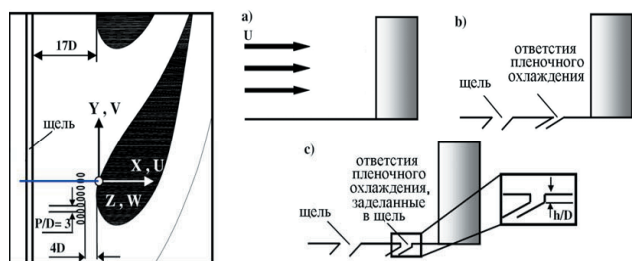 17D
щель
Y , V
X , U
Z , W
P/D= 3
4D
a)
U
b)
ответстия
пленочного
охлаждения
щель
c)
ответстия
пленочного
охлаждения,
заделанные
в щель
щель
h/D